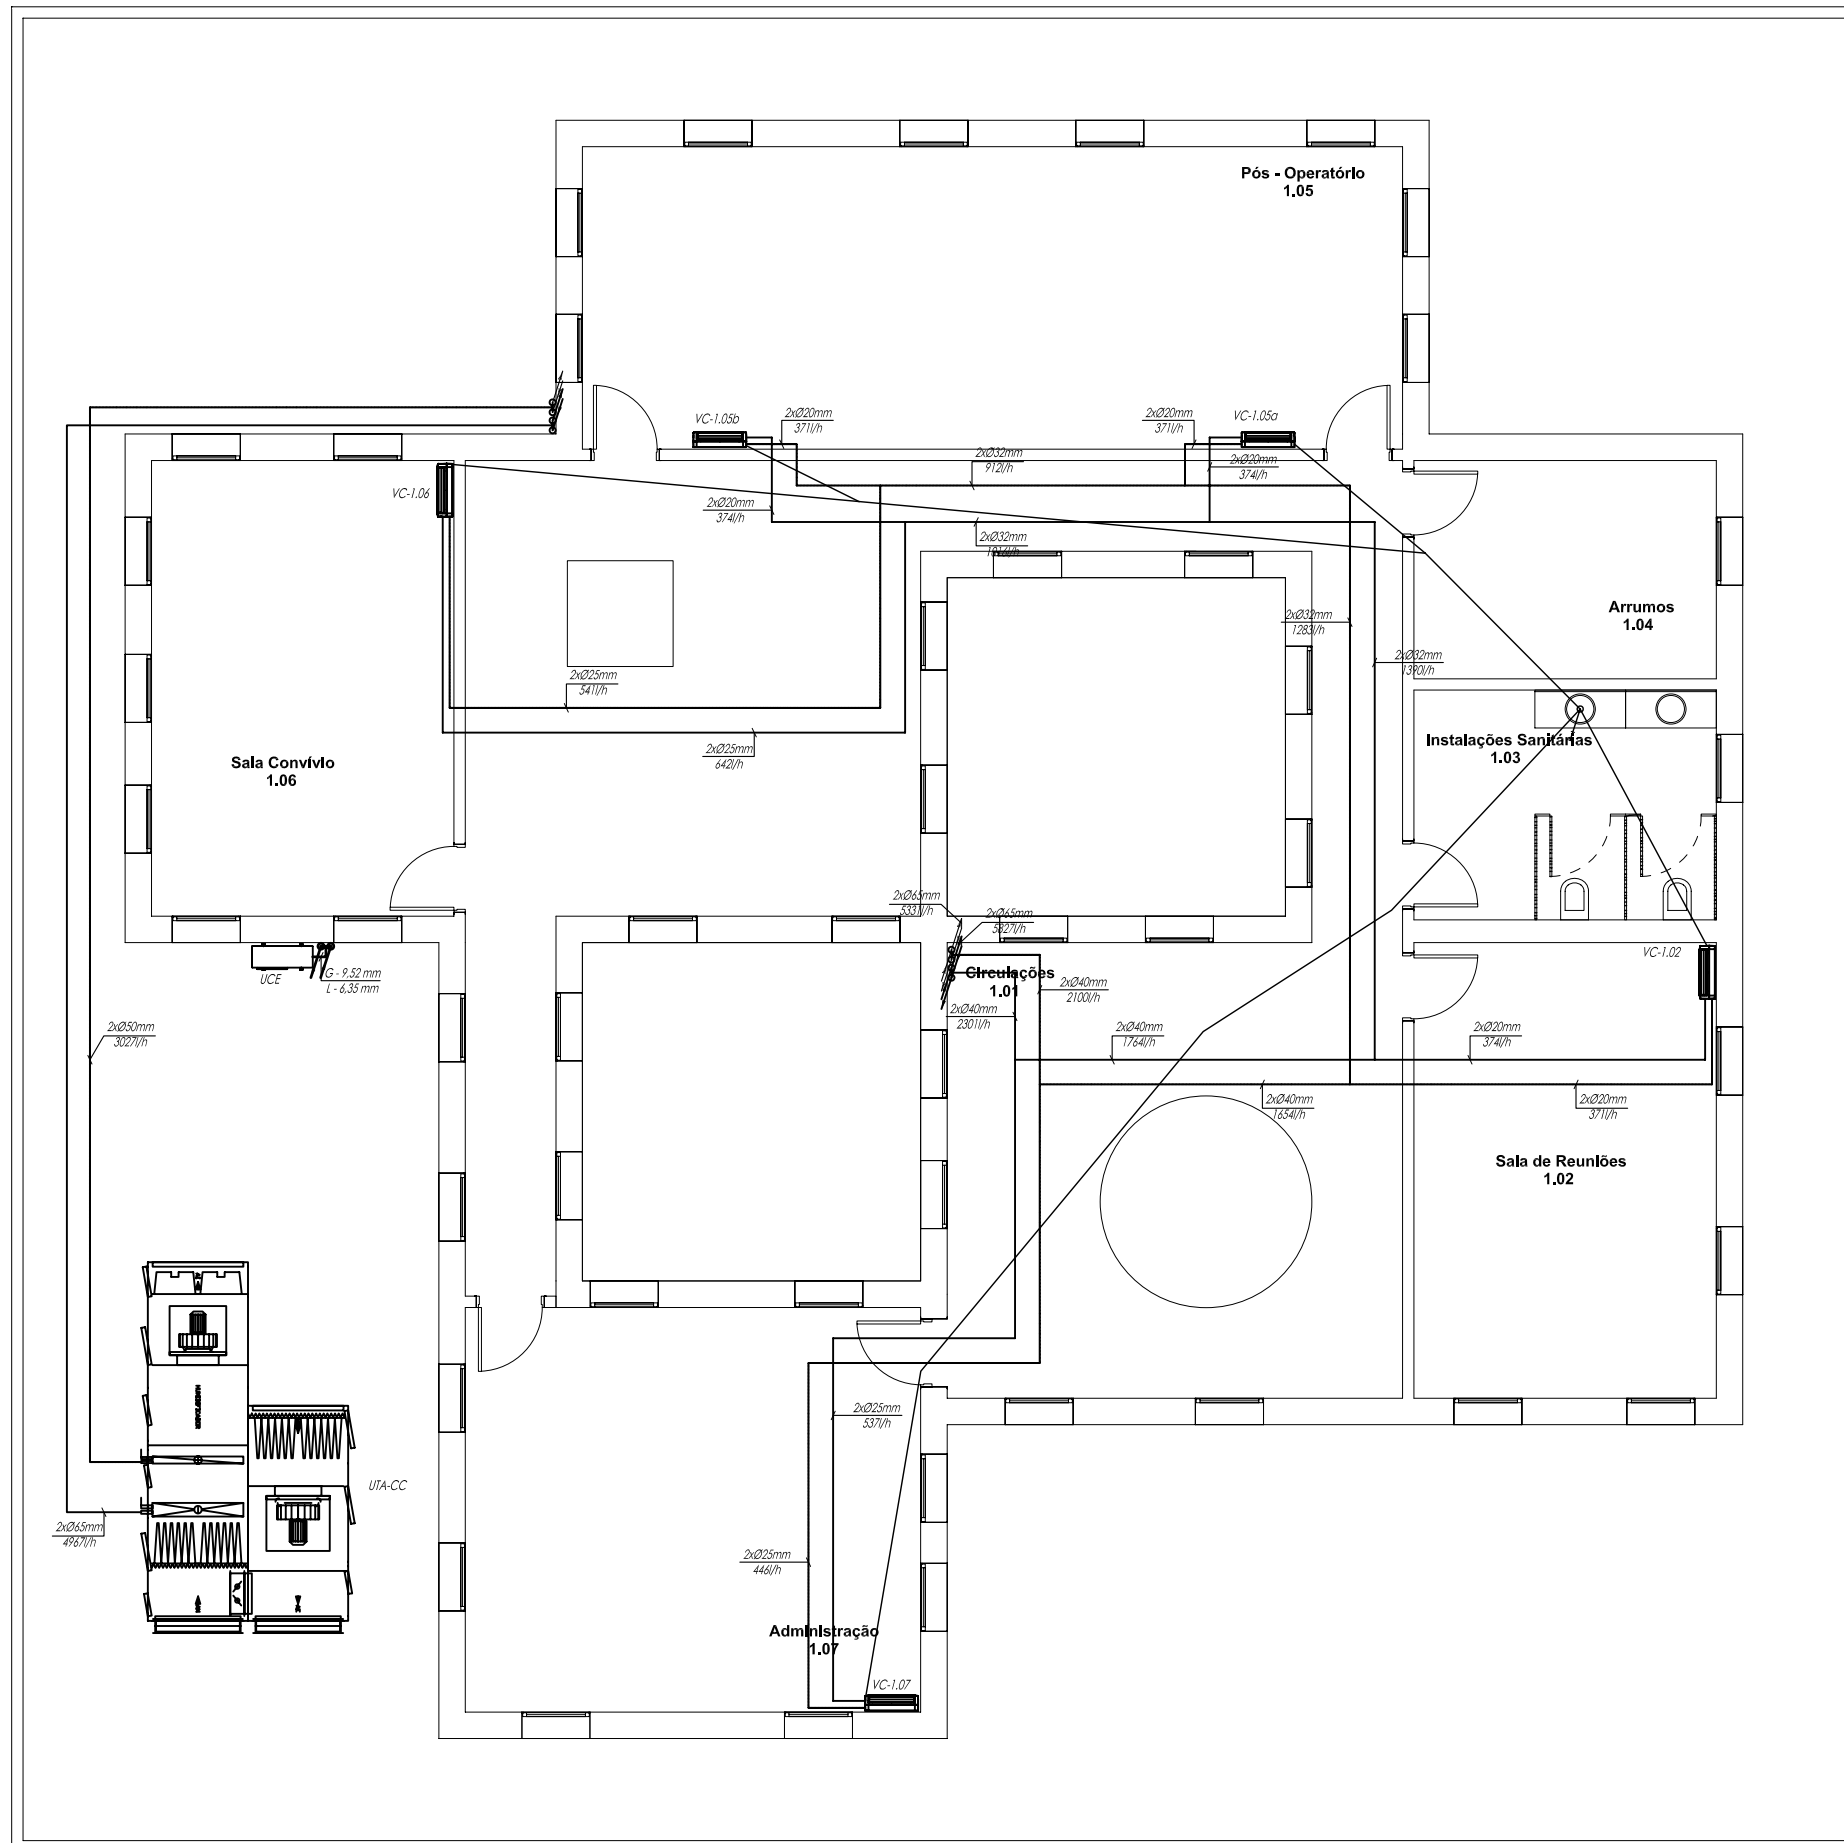 Pós - Operatório
1.05
VC-1.05b
2xØ20mm
371l/h
2xØ20mm
371l/h
VC-1.05a
2xØ32mm
912l/h
2xØ20mm
374l/h
VC-1.06
2xØ20mm
374l/h
2xØ32mm
Arrumos
1.04
2xØ32mm
1283l/h
2xØ32mm
1390l/h
2xØ25mm
541l/h
2xØ25mm
642l/h
Instalações Sanitárias
1.03
Sala Convívio
1.06
2xØ65mm
5331l/h
2xØ65mm
5827l/h
VC-1.02
UCE
G - 9,52 mm
L - 6,35 mm
Circulações
1.01
2xØ40mm
2100l/h
2xØ40mm
2301l/h
2xØ50mm
3027l/h
2xØ40mm
1764l/h
2xØ20mm
374l/h
2xØ40mm
1654l/h
2xØ20mm
371l/h
Sala de Reuniões
1.02
2xØ25mm
537l/h
UTA-CC
2xØ65mm
4967l/h
2xØ25mm
446l/h
Administração
1.07
VC-1.07